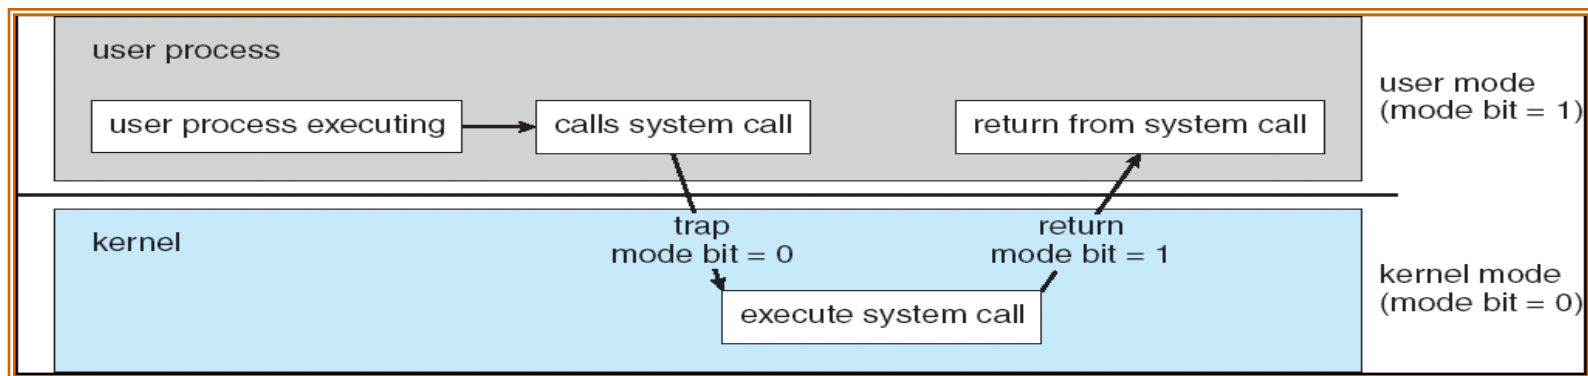 user process
user process executing
calls system call
return from system call
user mode
(mode bit = 1)
kernel
trap
mode bit = 0
return
mode bit = 1
execute system call
kernel mode
(mode bit = 0)